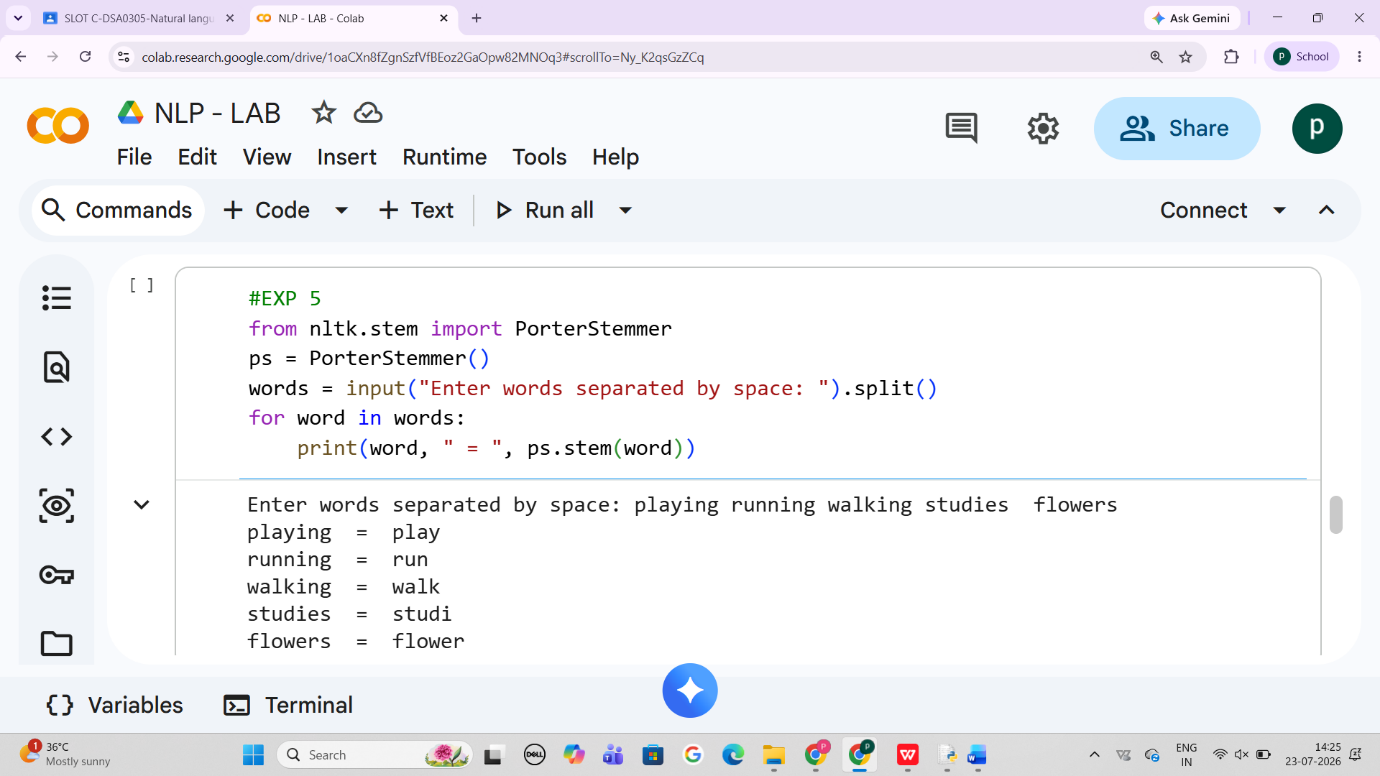 SLOT C-DSA0305-Natural langu
NLP - LAB - Colab
Ask Gemini
colab.research.google.com/drive/1oaCXn8fZgnSzfVfBEoz2GaOpw82MNOq3#scrollTo=Ny_K2qsGzZCq
P School
NLP - LAB
File Edit View Insert Runtime Tools Help
Share
p
Commands + Code + Text Run all Connect
[ ]
#EXP 5
from nltk.stem import PorterStemmer
ps = PorterStemmer()
words = input("Enter words separated by space: ").split()
for word in words:
    print(word, " = ", ps.stem(word))
Enter words separated by space: playing running walking studies  flowers
playing  =  play
running  =  run
walking  =  walk
studies  =  studi
flowers  =  flower
{} Variables Terminal
1
36°C
Mostly sunny
Search
DELL
P
P
W
ENG
IN
14:25
23-07-2026